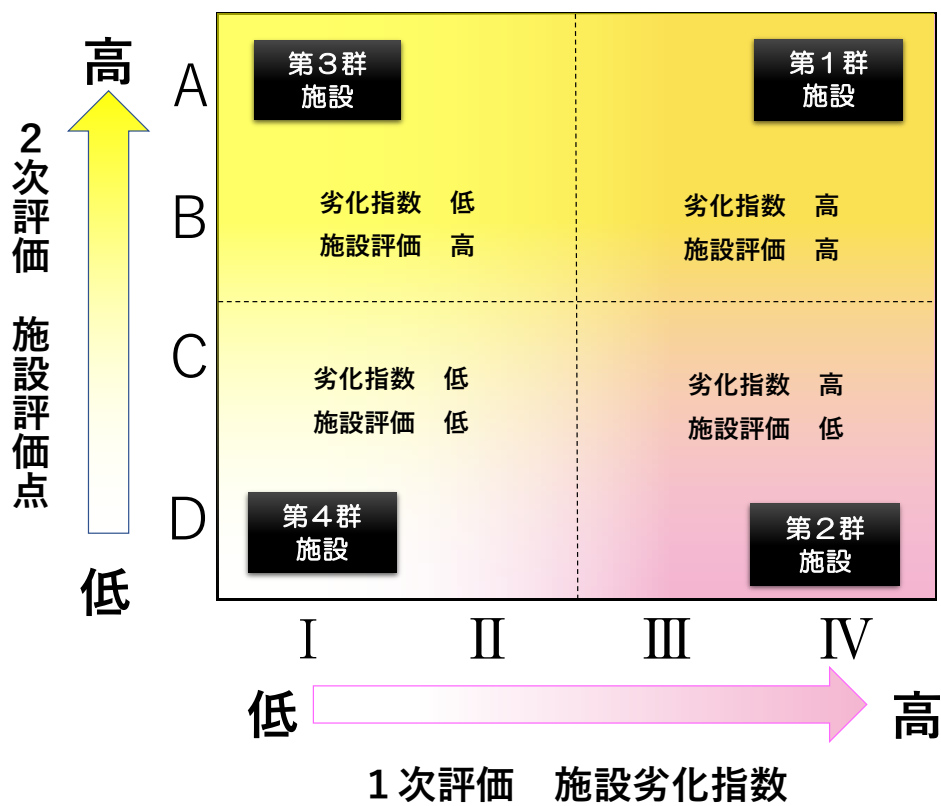 高
2次評価　施設評価点
低
A
B
C
D
第３群
施設
第１群
施設
劣化指数　低
施設評価　高
劣化指数　高
施設評価　高
劣化指数　低
施設評価　低
劣化指数　高
施設評価　低
第４群
施設
第２群
施設
Ⅰ
Ⅱ
Ⅲ
Ⅳ
低
高
１次評価　施設劣化指数